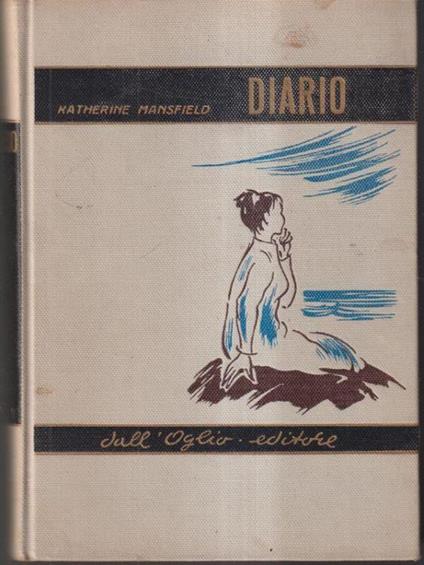 KATHERINE MANSFIELD DIARIO
dall'Oglio · editore